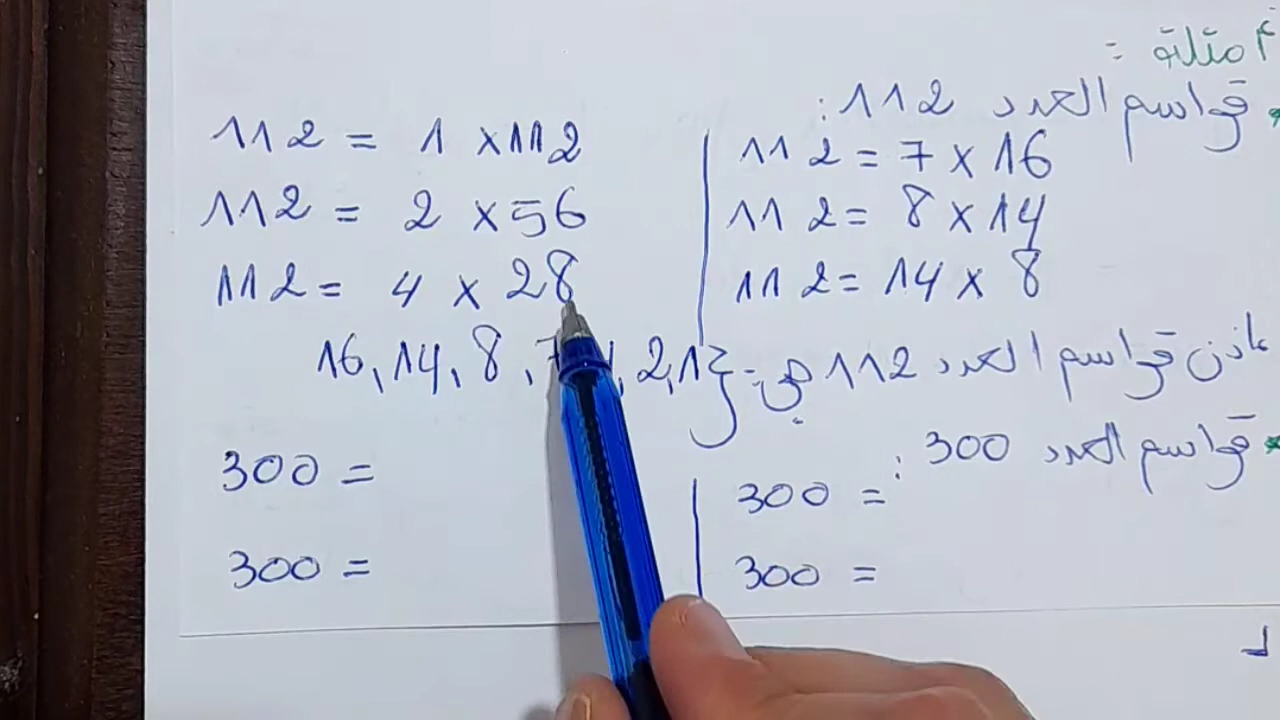 أمثلة :
* قواسم العدد 112 :
112 = 1 x 112
112 = 2 x 56
112 = 4 x 28
112 = 7 x 16
112 = 8 x 14
112 = 14 x 8
إذن قواسم العدد 112 هي: {1,2, ,7, 8, 14, 16
* قواسم العدد 300 :
300 =
300 =
300 =
300 =